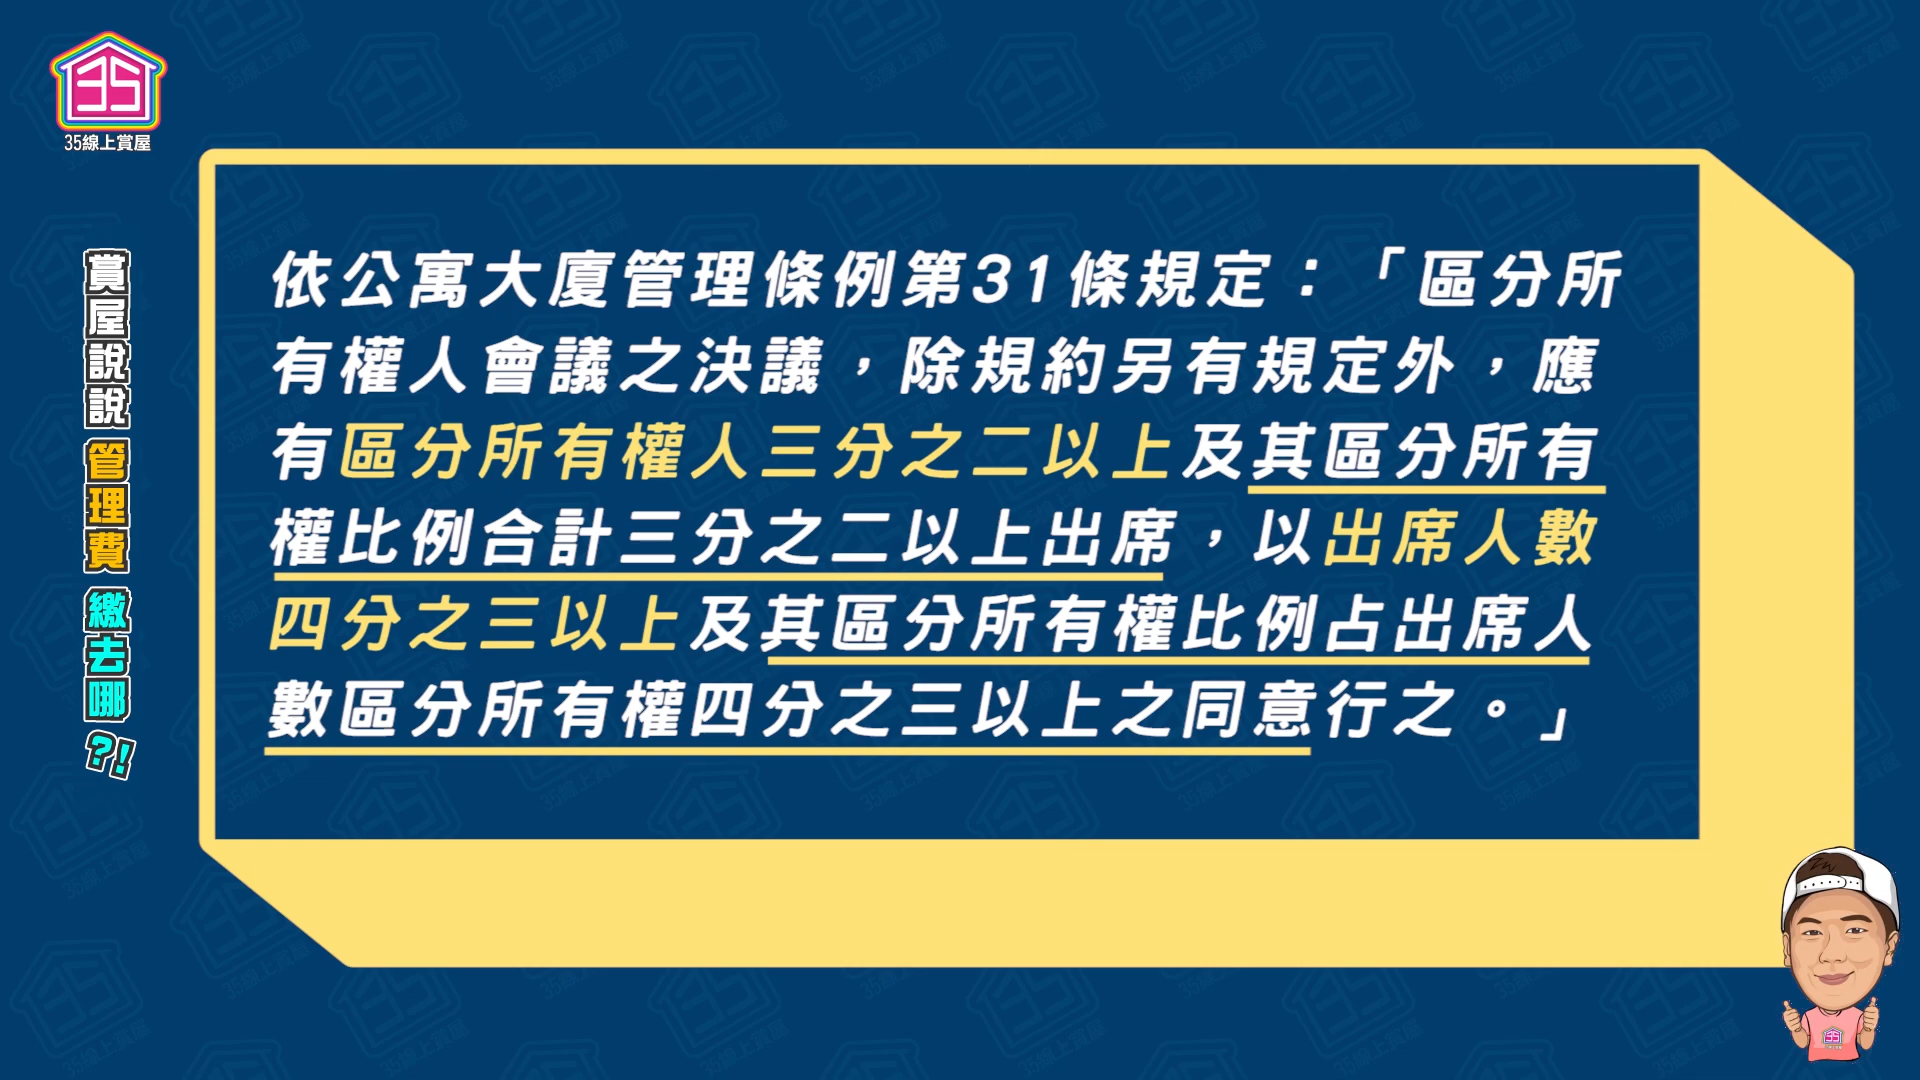 35
35線上賞屋
賞屋說說 管理費 繳去哪?!
依公寓大廈管理條例第31條規定：「區分所
有權人會議之決議，除規約另有規定外，應
有區分所有權人三分之二以上及其區分所有
權比例合計三分之二以上出席，以出席人數
四分之三以上及其區分所有權比例占出席人
數區分所有權四分之三以上之同意行之。」